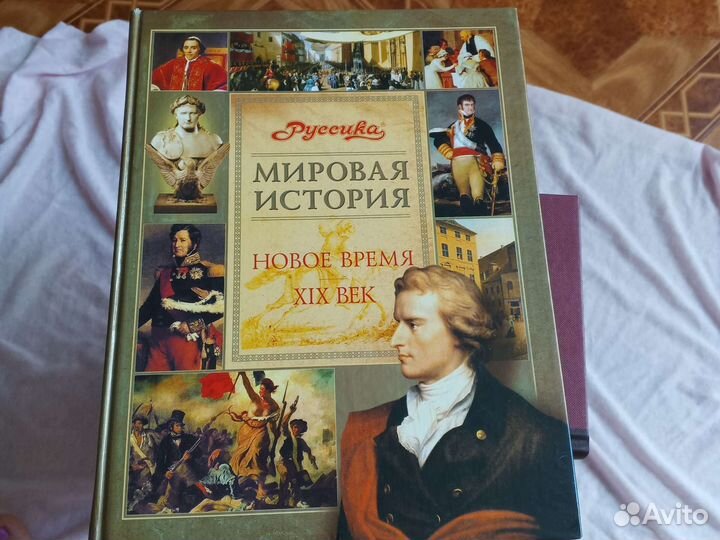 Руссика®
МИРОВАЯ
ИСТОРИЯ
НОВОЕ ВРЕМЯ
XIX ВЕК
Avito